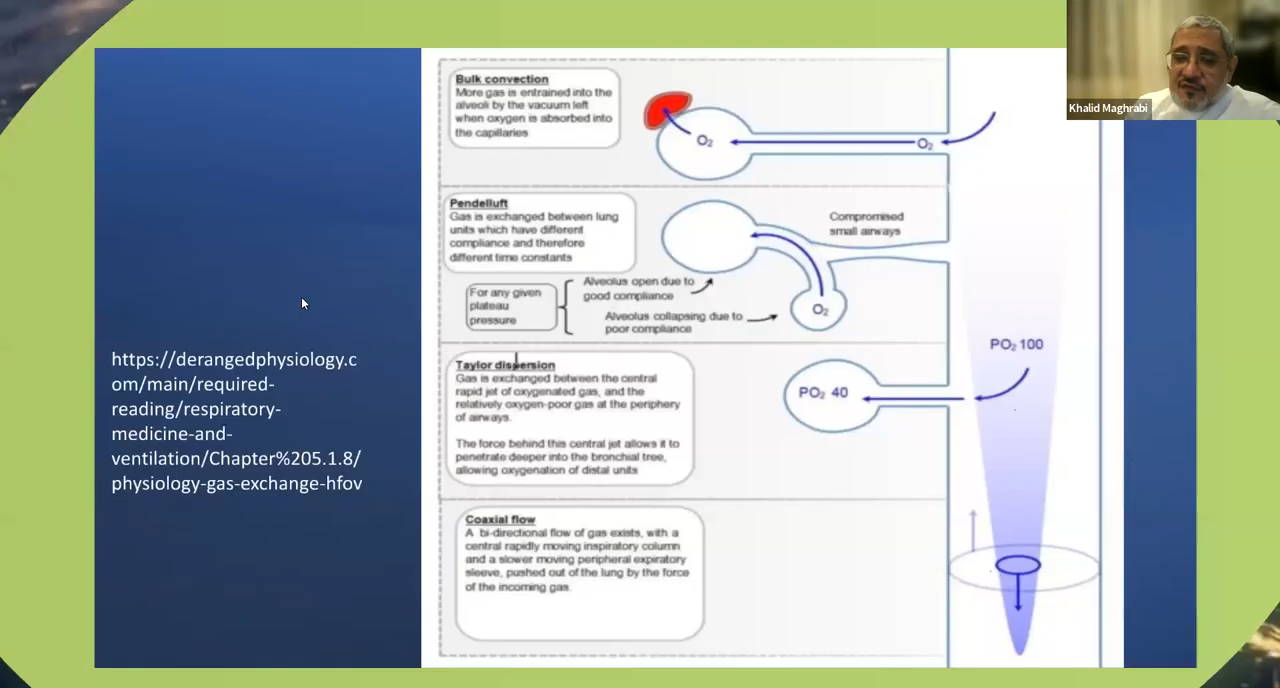 Khalid Maghrabi
Bulk convection
More gas is entrained into the
alveoli by the vacuum left
when oxygen is absorbed into
the capillaries
O2
O2
Pendelluft
Gas is exchanged between lung
units which have different
compliance and therefore
different time constants
Compromised
small airways
For any given
plateau
pressure
Alveolus open due to
good compliance
Alveolus collapsing due to
poor compliance
O2
https://derangedphysiology.c
om/main/required-
reading/respiratory-
medicine-and-
ventilation/Chapter%205.1.8/
physiology-gas-exchange-hfov
Taylor dispersion
Gas is exchanged between the central
rapid jet of oxygenated gas, and the
relatively oxygen-poor gas at the periphery
of airways.
The force behind this central jet allows it to
penetrate deeper into the bronchial tree,
allowing oxygenation of distal units
PO2 40
PO2 100
Coaxial flow
A bi-directional flow of gas exists, with a
central rapidly moving inspiratory column
and a slower moving peripheral expiratory
sleeve, pushed out of the lung by the force
of the incoming gas.